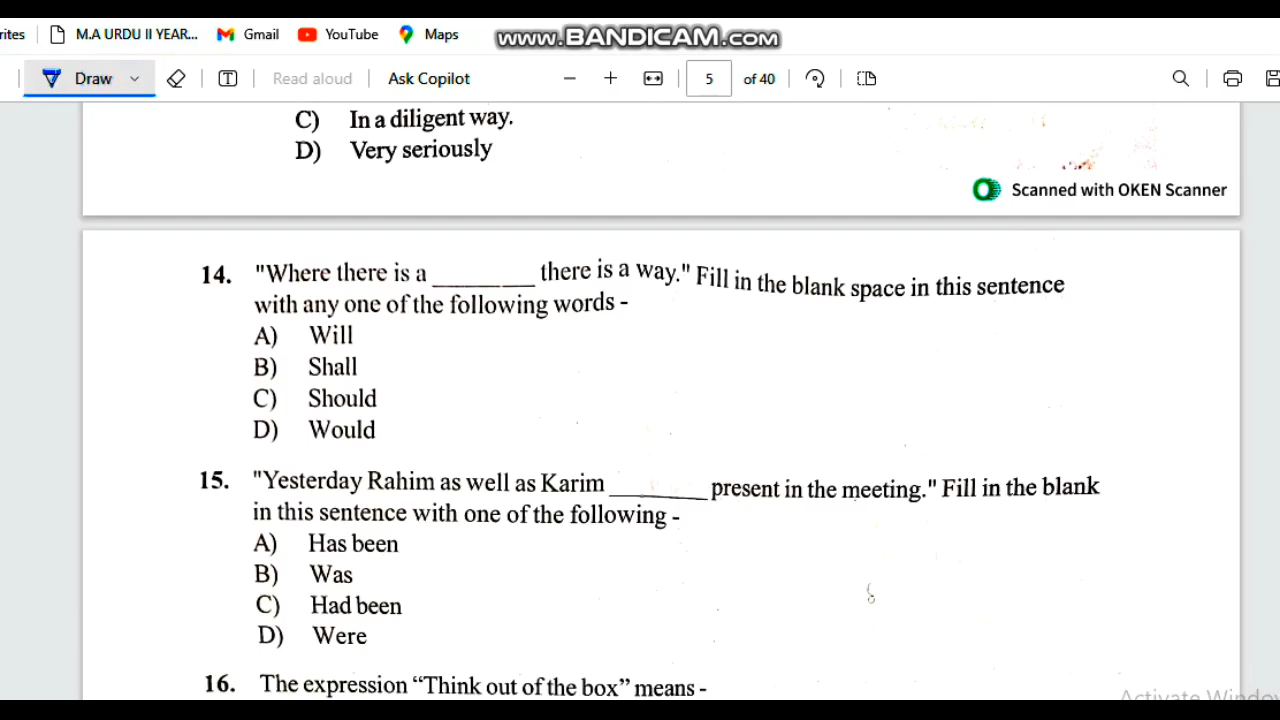 rites M.A URDU II YEAR... Gmail YouTube Maps www.BANDICAM.com
Draw Read aloud Ask Copilot 5 of 40
C) In a diligent way.
D) Very seriously
Scanned with OKEN Scanner
14. "Where there is a ________ there is a way." Fill in the blank space in this sentence
with any one of the following words -
A) Will
B) Shall
C) Should
D) Would
15. "Yesterday Rahim as well as Karim ________ present in the meeting." Fill in the blank
in this sentence with one of the following -
A) Has been
B) Was
C) Had been
D) Were
16. The expression “Think out of the box” means -
Activate Window